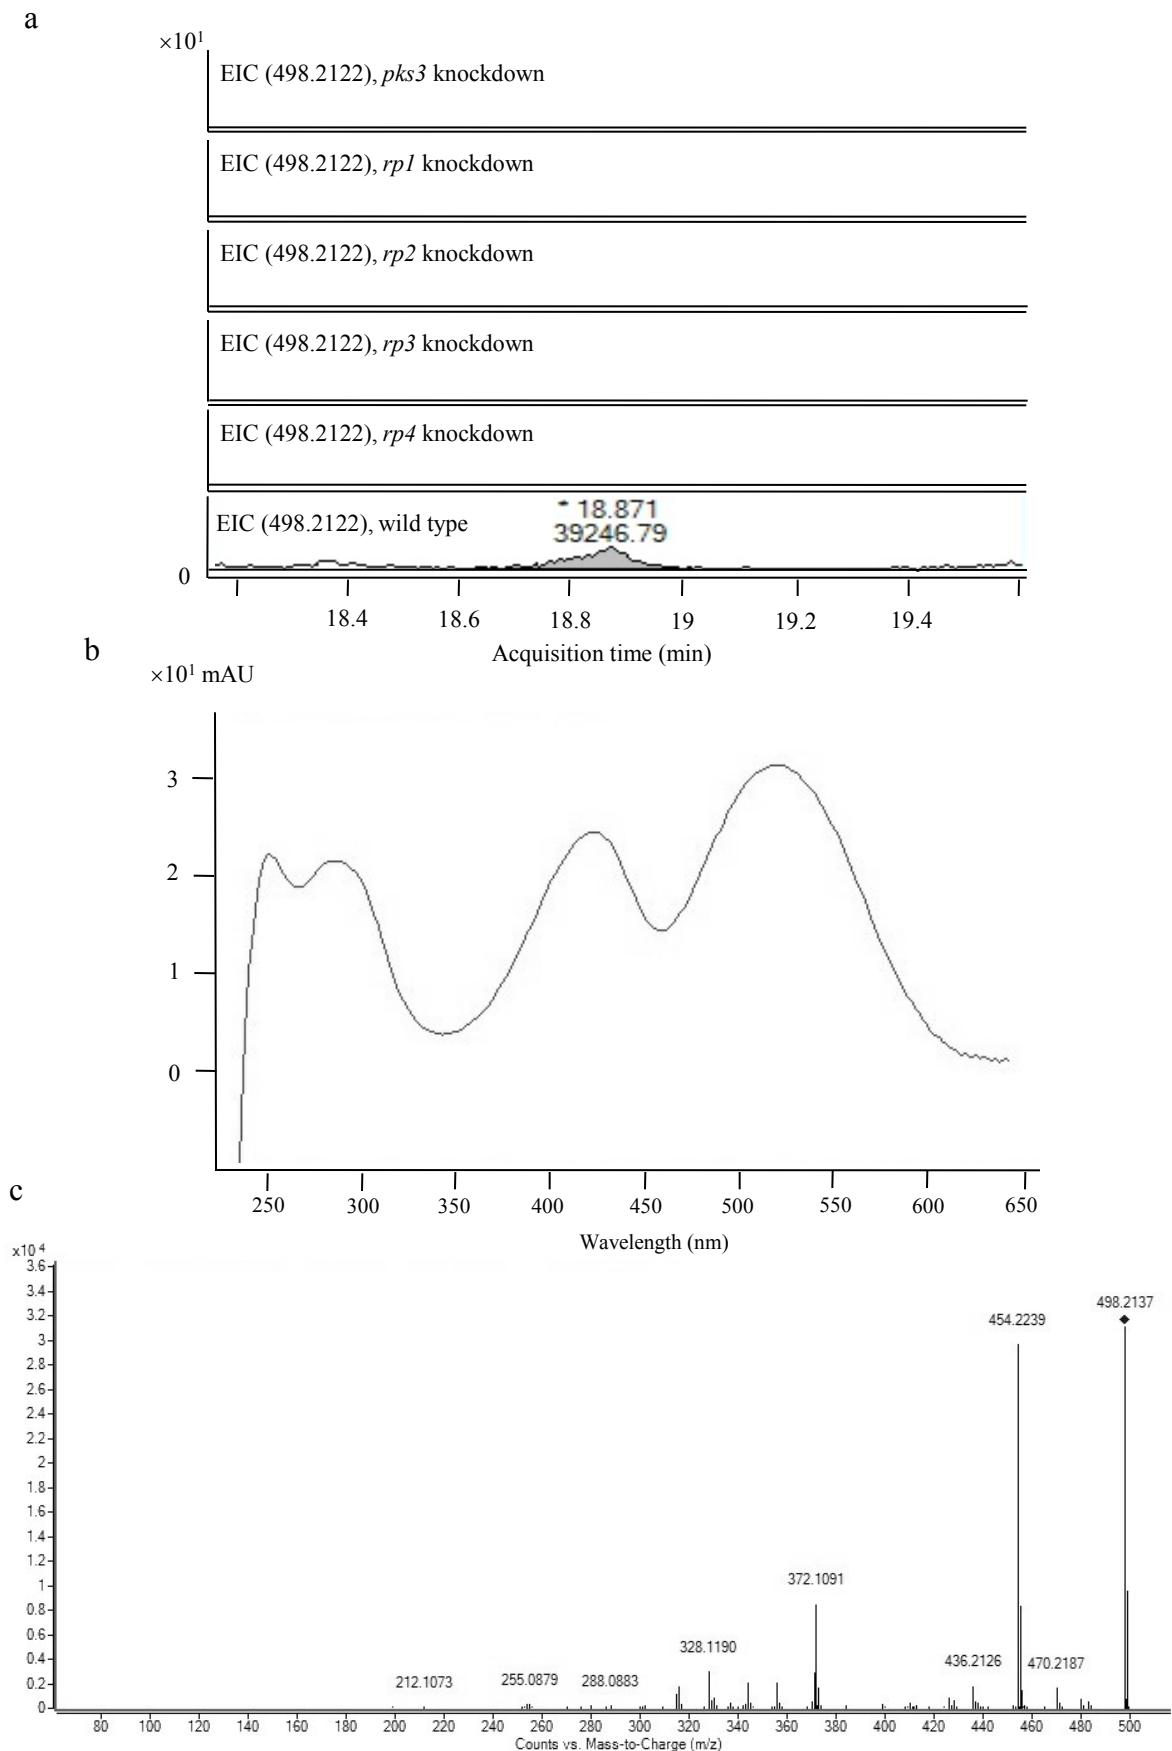 a
×10¹
EIC (498.2122), pks3 knockdown
EIC (498.2122), rp1 knockdown
EIC (498.2122), rp2 knockdown
EIC (498.2122), rp3 knockdown
EIC (498.2122), rp4 knockdown
* 18.871
39246.79
EIC (498.2122), wild type
0
18.4 18.6 18.8 19 19.2 19.4
Acquisition time (min)
b
×10¹ mAU
3
2
1
0
250 300 350 400 450 500 550 600 650
Wavelength (nm)
c
x10 4
3.6
3.4
3.2
3
2.8
2.6
2.4
2.2
2
1.8
1.6
1.4
1.2
1
0.8
0.6
0.4
0.2
0
498.2137
454.2239
372.1091
328.1190
436.2126 470.2187
212.1073 255.0879 288.0883
80 100 120 140 160 180 200 220 240 260 280 300 320 340 360 380 400 420 440 460 480 500
Counts vs. Mass-to-Charge (m/z)